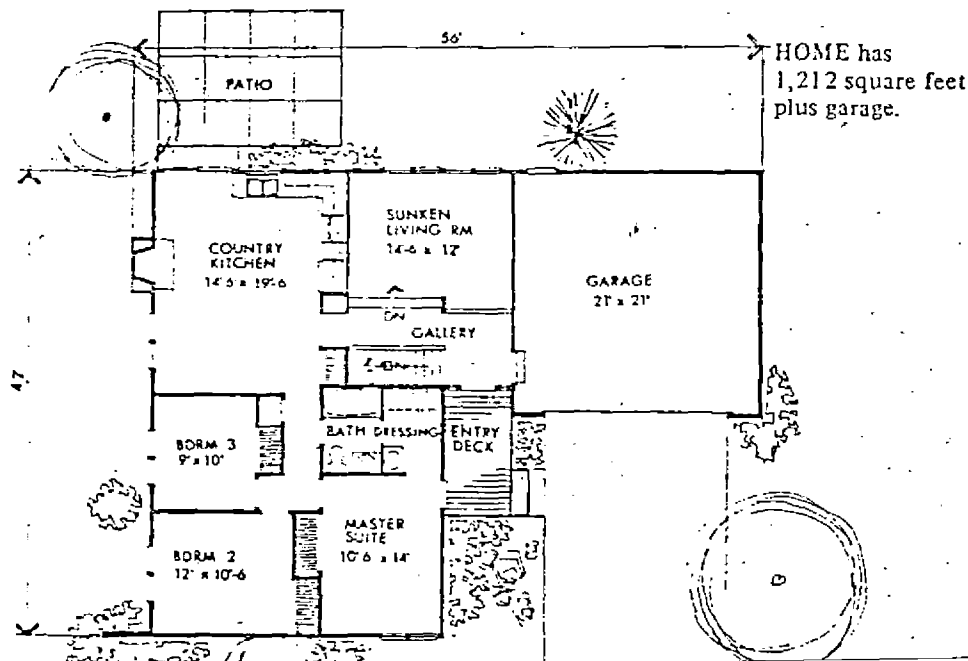 56'
HOME has
1,212 square feet
plus garage.
PATIO
SUNKEN
LIVING RM
14'-6 x 12'
COUNTRY
KITCHEN
14'6 x 19'-6
GARAGE
21' x 21'
DN
GALLERY
47'
BATH DRESSING
ENTRY
DECK
BDRM 3
9' x 10'
MASTER
SUITE
10'6 x 14'
BDRM 2
12' x 10'-6